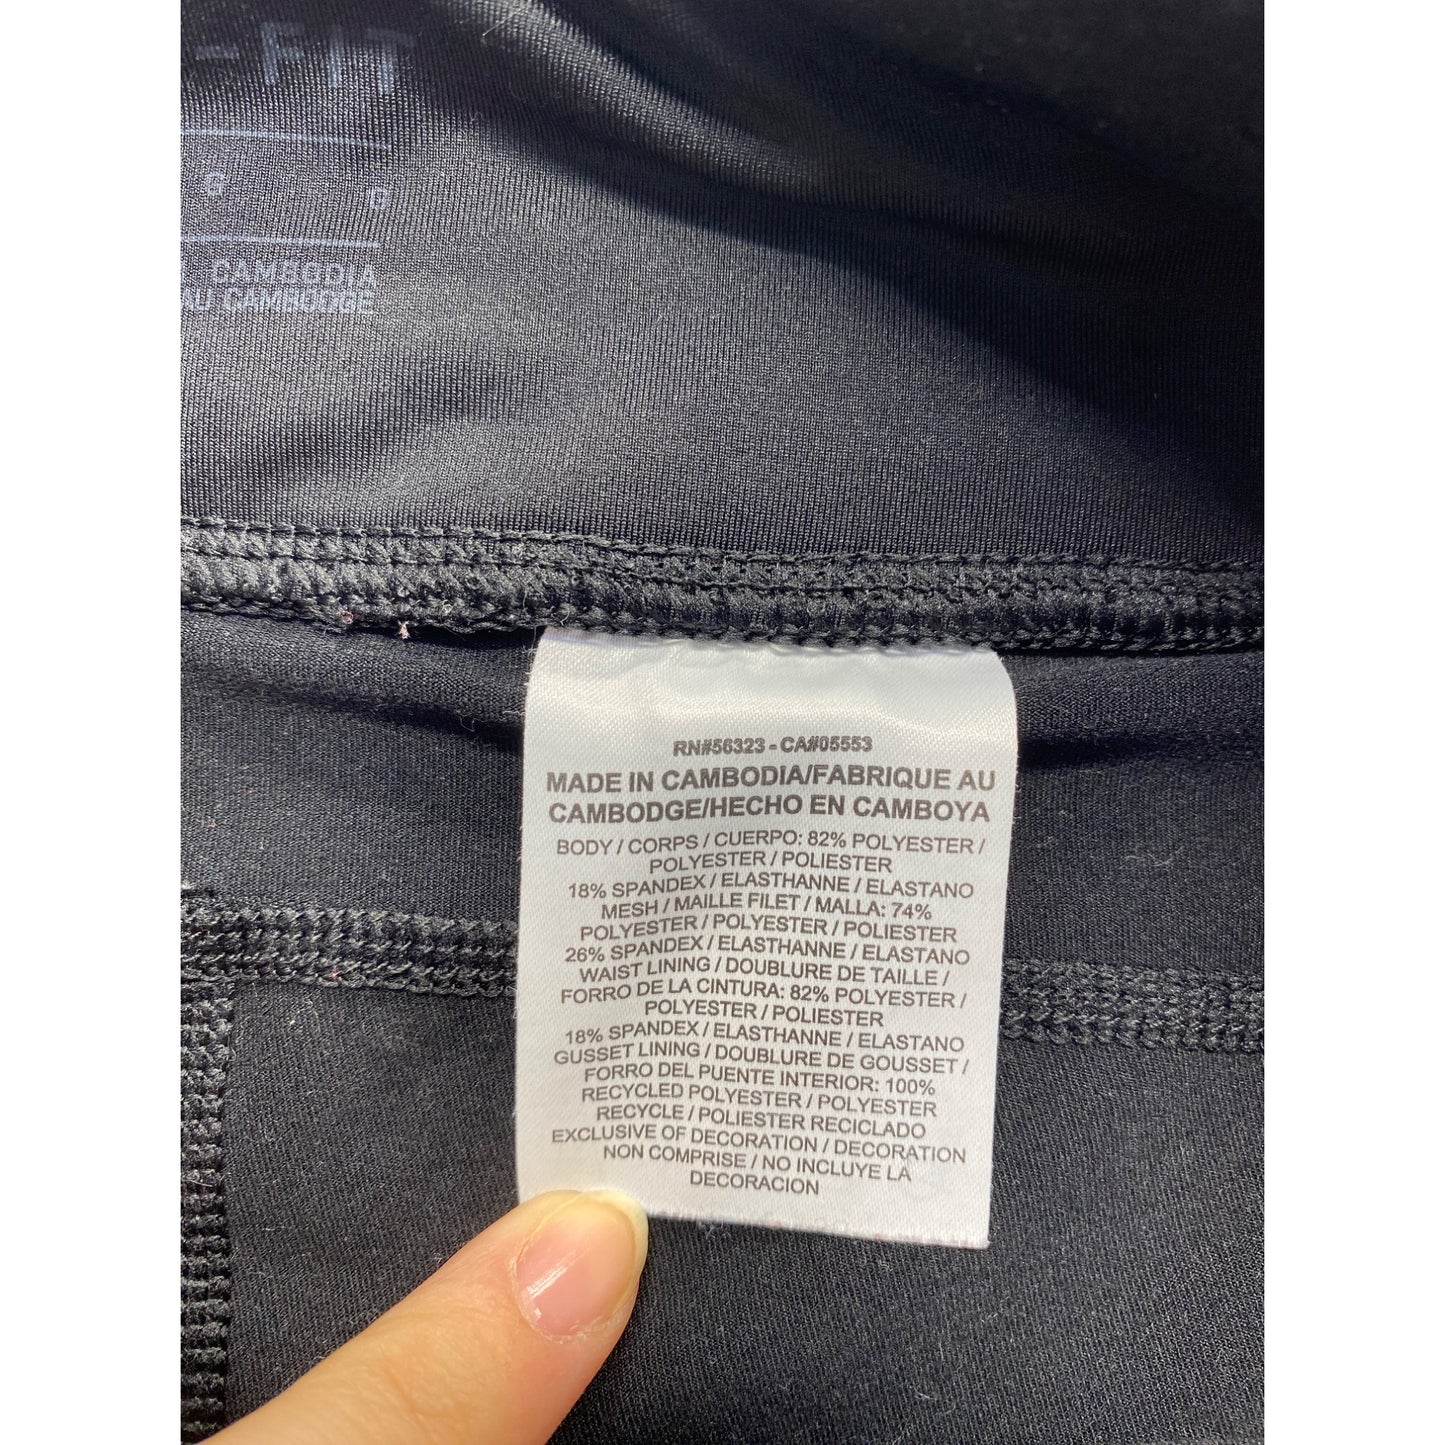 -FIT
G G
CAMBODIA
AU CAMBODGE
RN#56323 - CA#05553
MADE IN CAMBODIA/FABRIQUE AU
CAMBODGE/HECHO EN CAMBOYA
BODY / CORPS / CUERPO: 82% POLYESTER /
POLYESTER / POLIESTER
18% SPANDEX / ELASTHANNE / ELASTANO
MESH / MAILLE FILET / MALLA: 74%
POLYESTER / POLYESTER / POLIESTER
26% SPANDEX / ELASTHANNE / ELASTANO
WAIST LINING / DOUBLURE DE TAILLE /
FORRO DE LA CINTURA: 82% POLYESTER /
POLYESTER / POLIESTER
18% SPANDEX / ELASTHANNE / ELASTANO
GUSSET LINING / DOUBLURE DE GOUSSET /
FORRO DEL PUENTE INTERIOR: 100%
RECYCLED POLYESTER / POLYESTER
RECYCLE / POLIESTER RECICLADO
EXCLUSIVE OF DECORATION / DECORATION
NON COMPRISE / NO INCLUYE LA
DECORACION